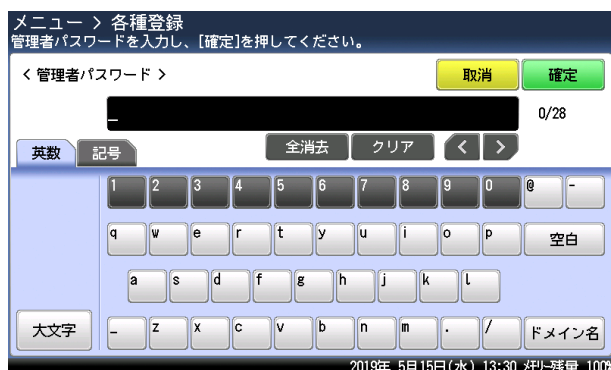 メニュー > 各種登録
管理者パスワードを入力し、[確定]を押してください。
< 管理者パスワード >
取消 確定
_
0/28
英数 記号 全消去 クリア < >
1 2 3 4 5 6 7 8 9 0 @ -
q w e r t y u i o p 空白
a s d f g h j k l
大文字 _ z x c v b n m . / ドメイン名
2019年 5月15日(水) 13:30 メモリー残量 100%